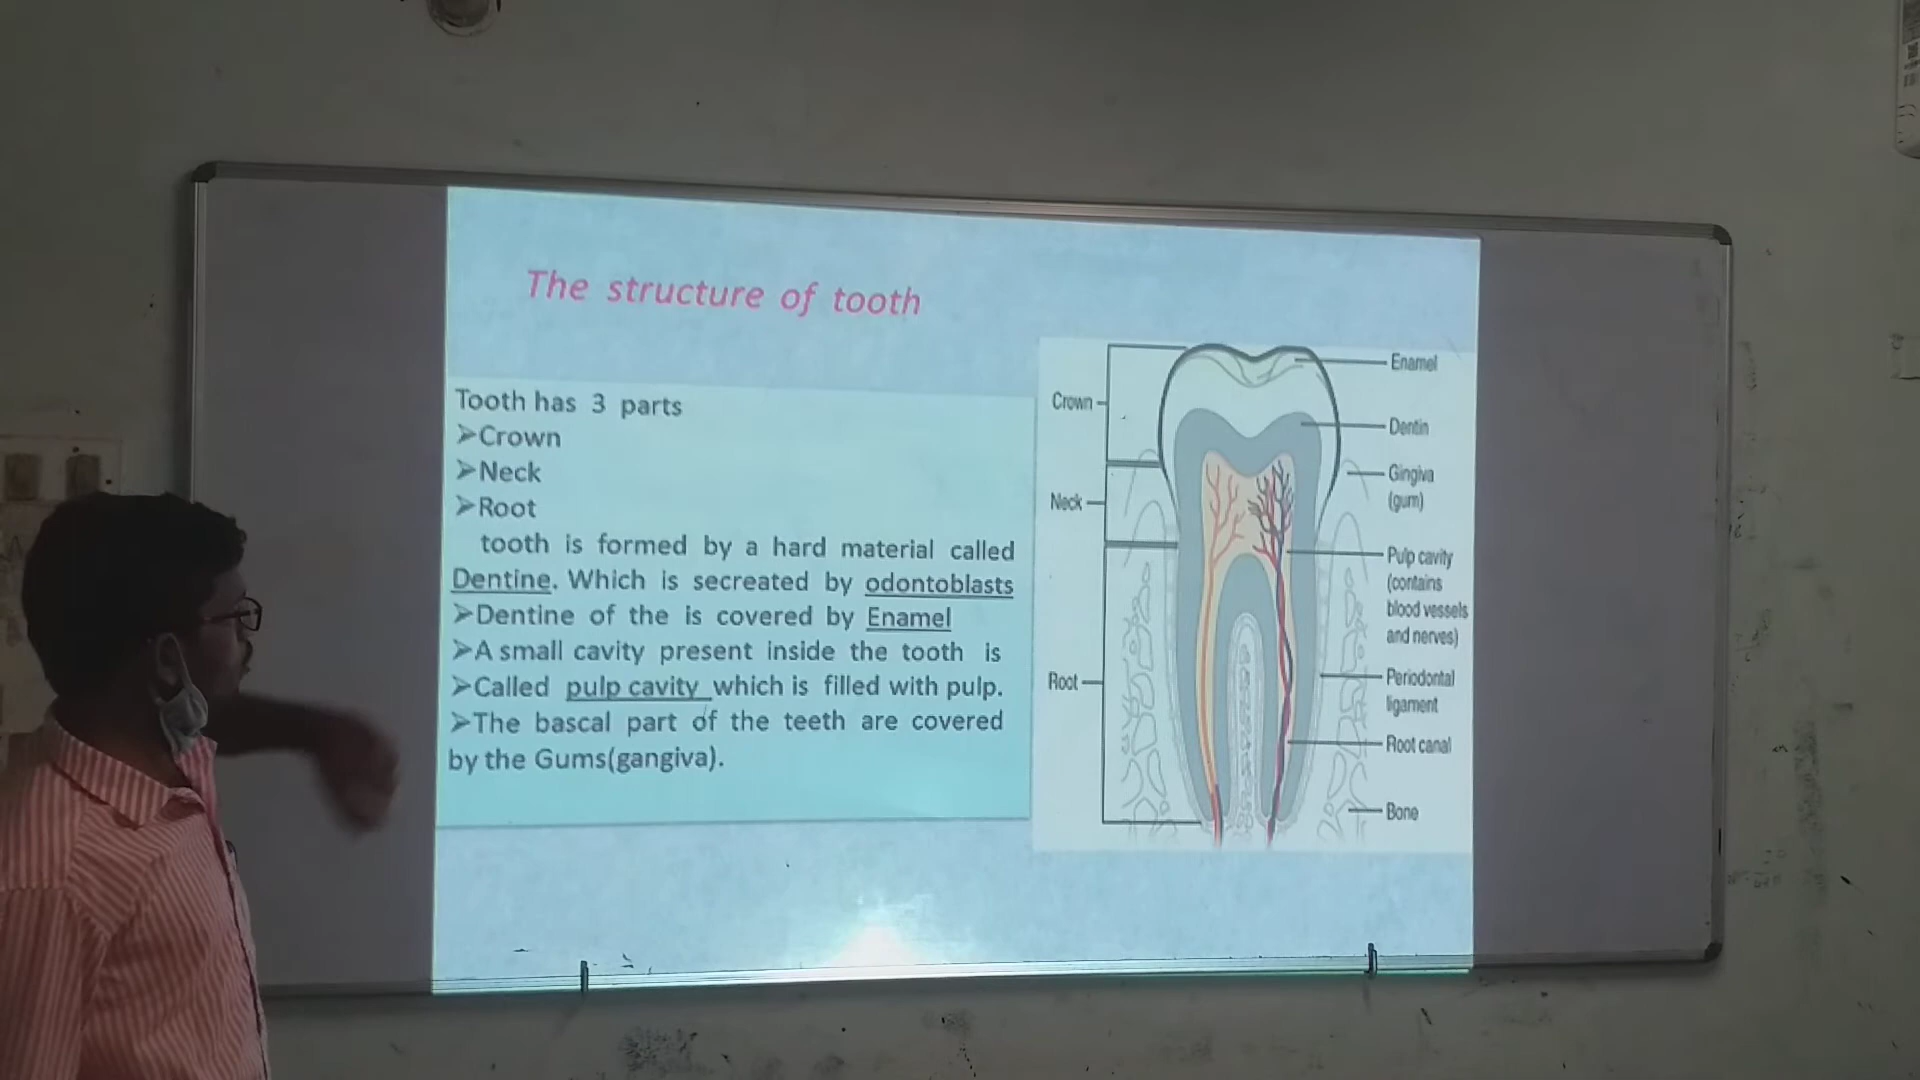 The structure of tooth
Tooth has 3 parts
➢Crown
➢Neck
➢Root
tooth is formed by a hard material called
Dentine. Which is secreated by odontoblasts
➢Dentine of the is covered by Enamel
➢A small cavity present inside the tooth is
➢Called pulp cavity which is filled with pulp.
➢The bascal part of the teeth are covered
by the Gums(gangiva).
Crown
Neck
Root
Enamel
Dentin
Gingiva
(gum)
Pulp cavity
(contains
blood vessels
and nerves)
Periodontal
ligament
Root canal
Bone